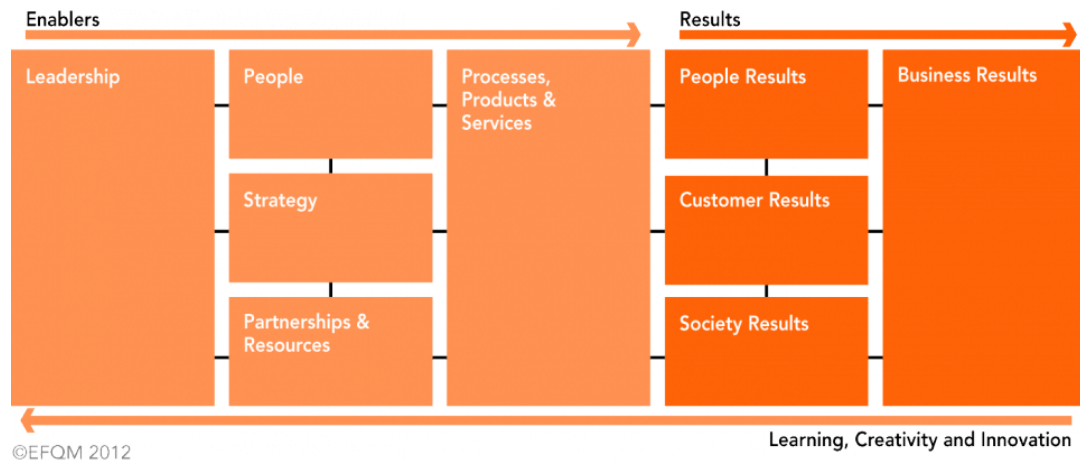 Enablers
Results
Leadership
People
Processes,
Products &
Services
People Results
Business Results
Strategy
Customer Results
Partnerships &
Resources
Society Results
Learning, Creativity and Innovation
©EFQM 2012